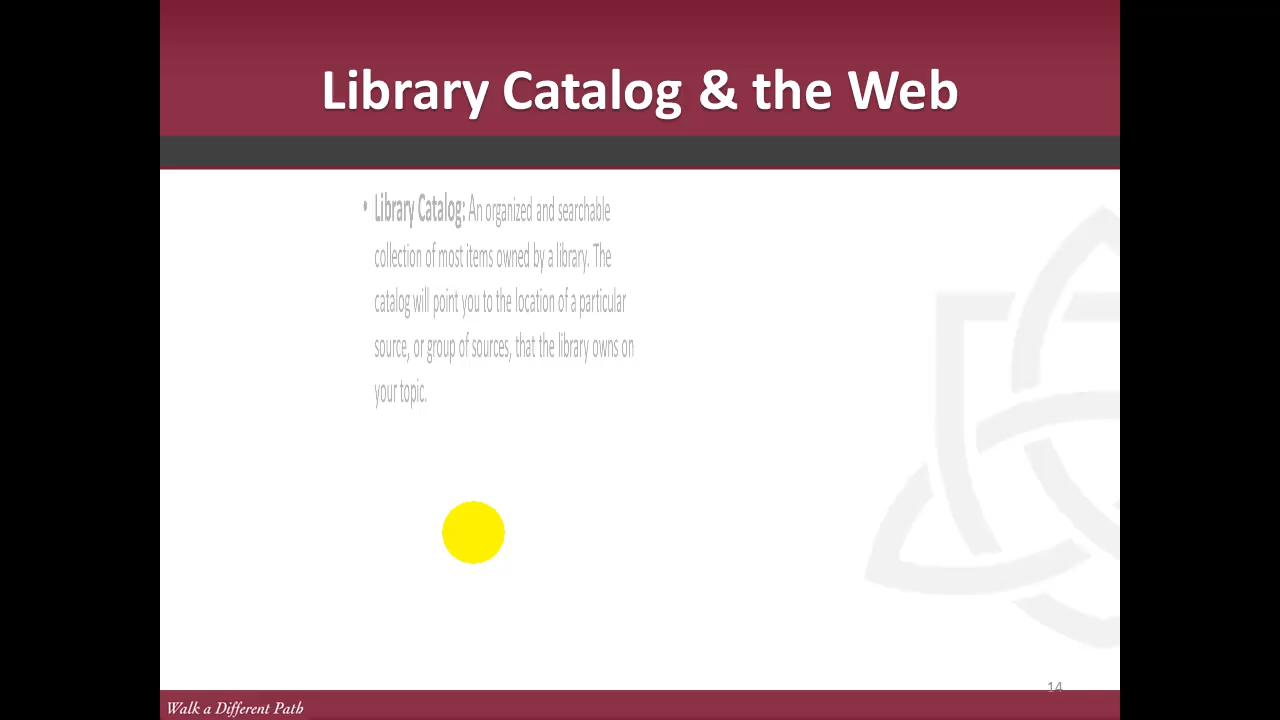 Library Catalog & the Web
• Library Catalog: An organized and searchable
collection of most items owned by a library. The
catalog will point you to the location of a particular
source, or group of sources, that the library owns on
your topic.
14
Walk a Different Path